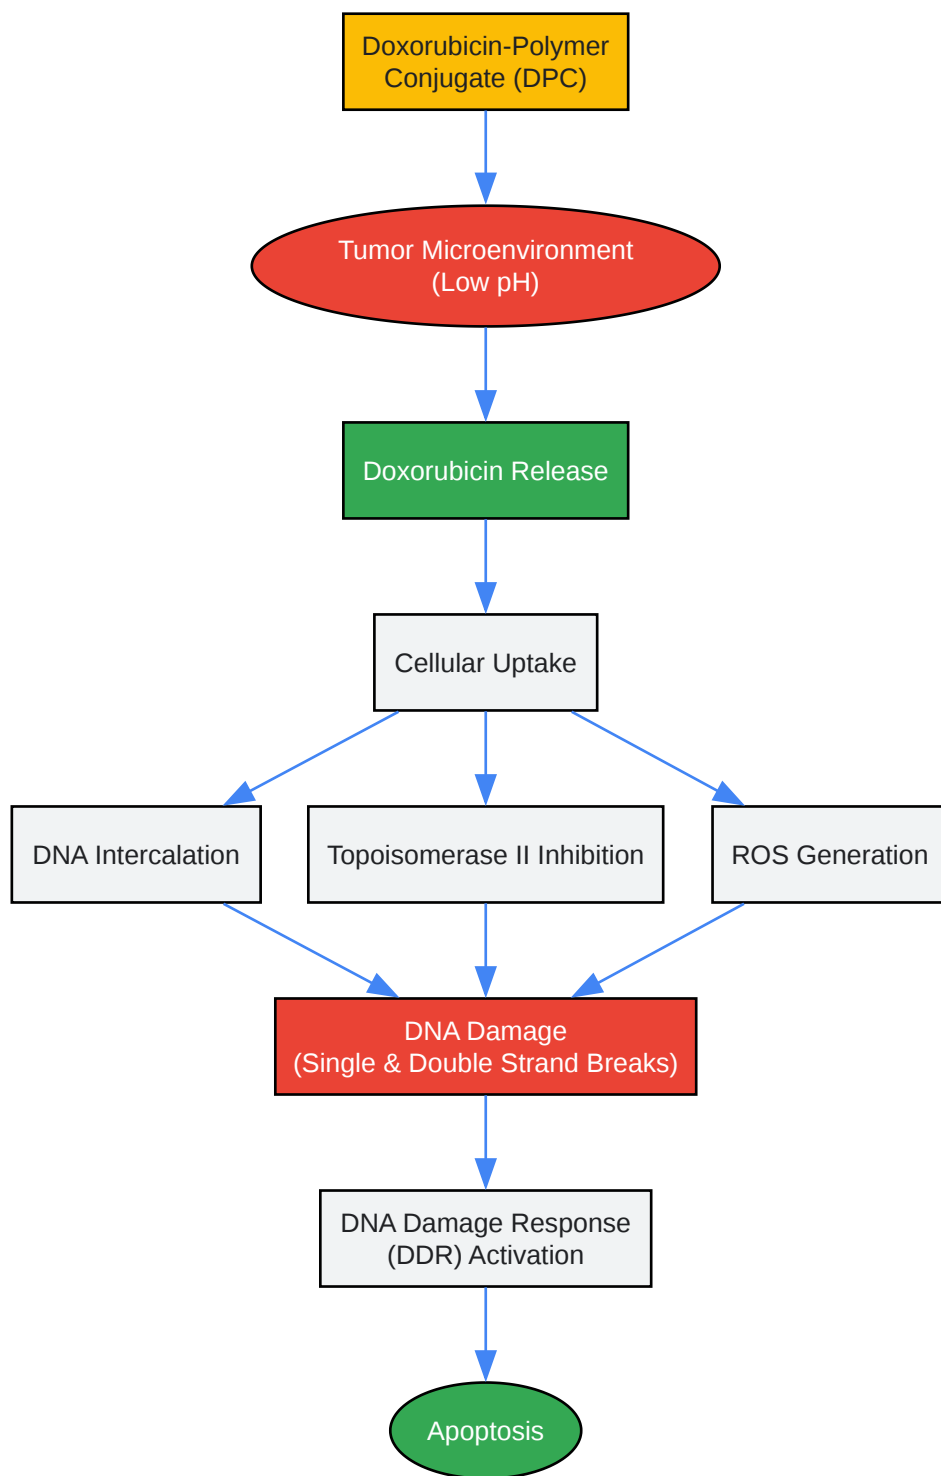 Doxorubicin-Polymer
Conjugate (DPC)
Tumor Microenvironment
(Low pH)
Doxorubicin Release
Cellular Uptake
DNA Intercalation
Topoisomerase II Inhibition
ROS Generation
DNA Damage
(Single & Double Strand Breaks)
DNA Damage Response
(DDR) Activation
Apoptosis